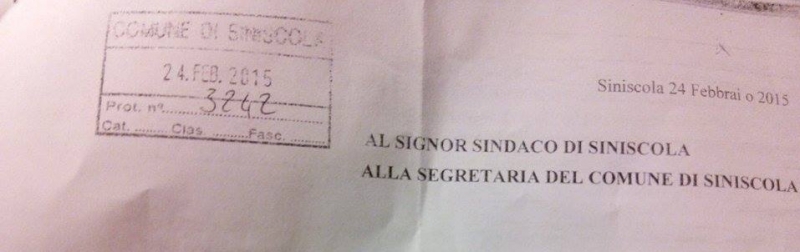 COMUNE DI SINISCOLA
24. FEB. 2015
Prot. nº........3242........
Cat. ......... Clas. ......... Fasc. .........
Siniscola 24 Febbrai o 2015
AL SIGNOR SINDACO DI SINISCOLA
ALLA SEGRETARIA DEL COMUNE DI SINISCOLA